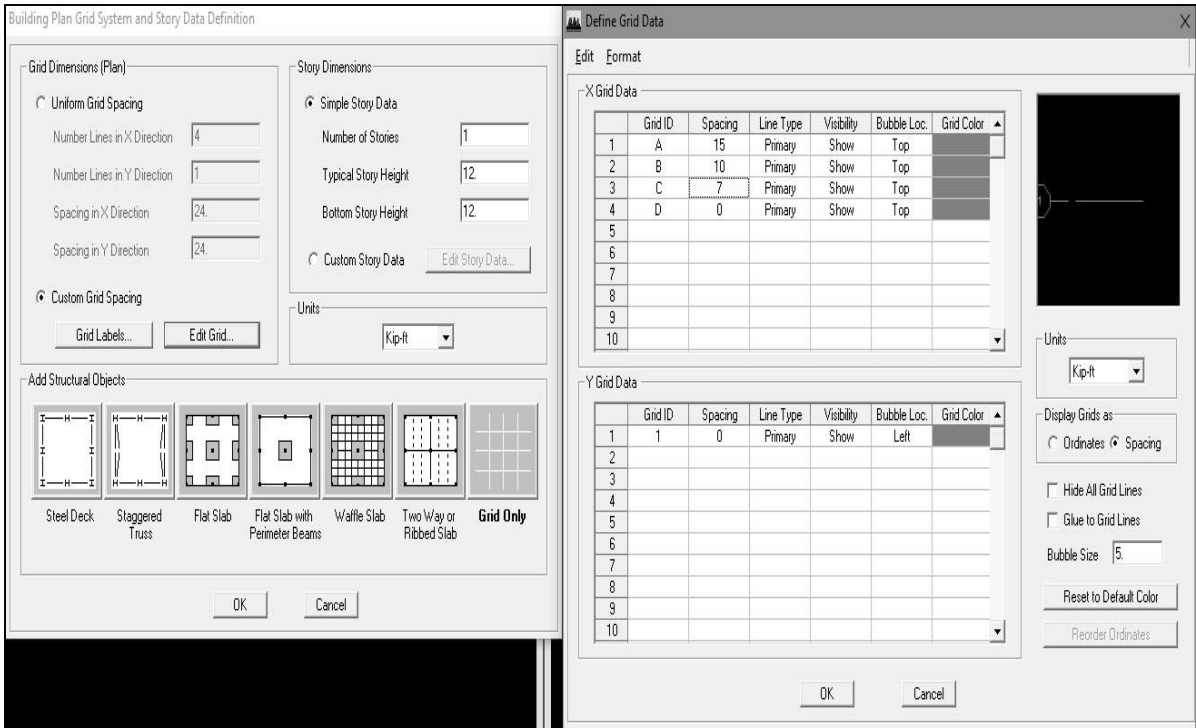 Building Plan Grid System and Story Data Definition
Grid Dimensions (Plan)
Uniform Grid Spacing
Number Lines in X Direction 4
Number Lines in Y Direction 1
Spacing in X Direction 24.
Spacing in Y Direction 24.
Custom Grid Spacing
Grid Labels... Edit Grid...
Story Dimensions
Simple Story Data
Number of Stories 1
Typical Story Height 12.
Bottom Story Height 12.
Custom Story Data Edit Story Data...
Units
Kip-ft
Add Structural Objects
Steel Deck
Staggered
Truss
Flat Slab
Flat Slab with
Perimeter Beams
Waffle Slab
Two Way or
Ribbed Slab
Grid Only
OK Cancel
Define Grid Data X
Edit Format
X Grid Data
Grid ID Spacing Line Type Visibility Bubble Loc. Grid Color
1 A 15 Primary Show Top
2 B 10 Primary Show Top
3 C 7 Primary Show Top
4 D 0 Primary Show Top
5
6
7
8
9
10
1
Units
Kip-ft
Y Grid Data
Grid ID Spacing Line Type Visibility Bubble Loc. Grid Color
1 1 0 Primary Show Left
2
3
4
5
6
7
8
9
10
Display Grids as
Ordinates Spacing
Hide All Grid Lines
Glue to Grid Lines
Bubble Size 5.
Reset to Default Color
Reorder Ordinates
OK Cancel